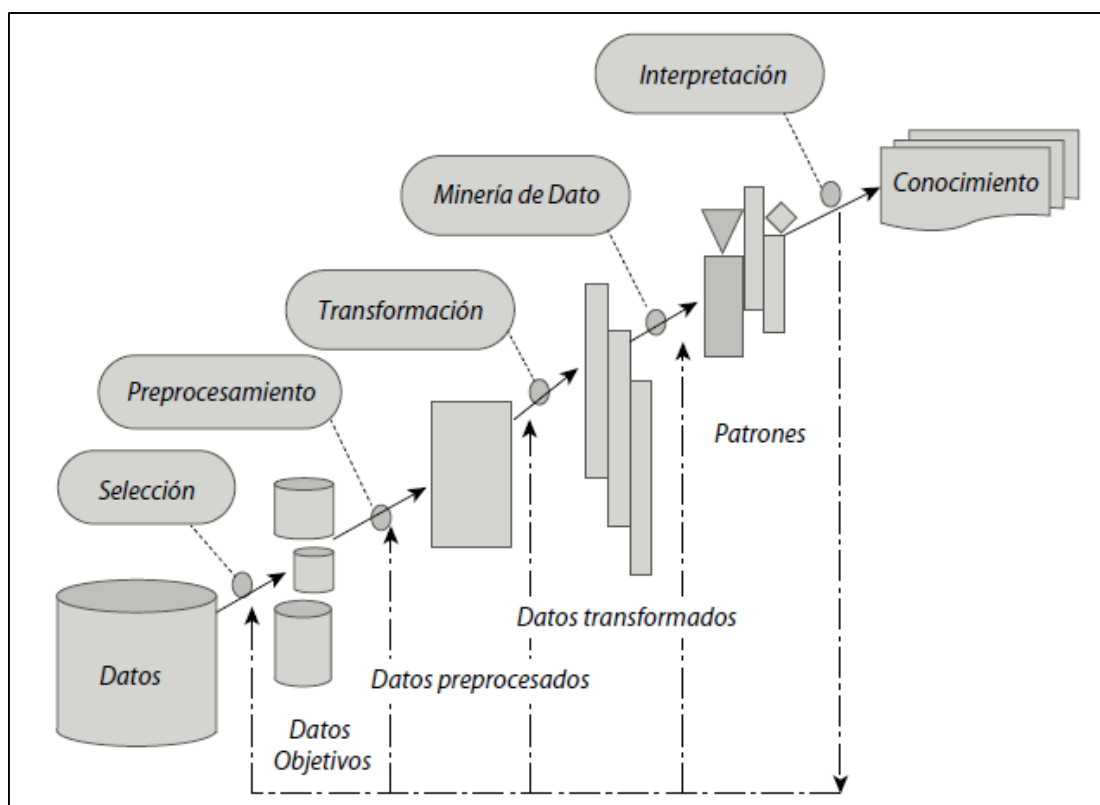 Interpretación
Conocimiento
Minería de Dato
Transformación
Preprocesamiento
Patrones
Selección
Datos transformados
Datos
Datos preprocesados
Datos
Objetivos